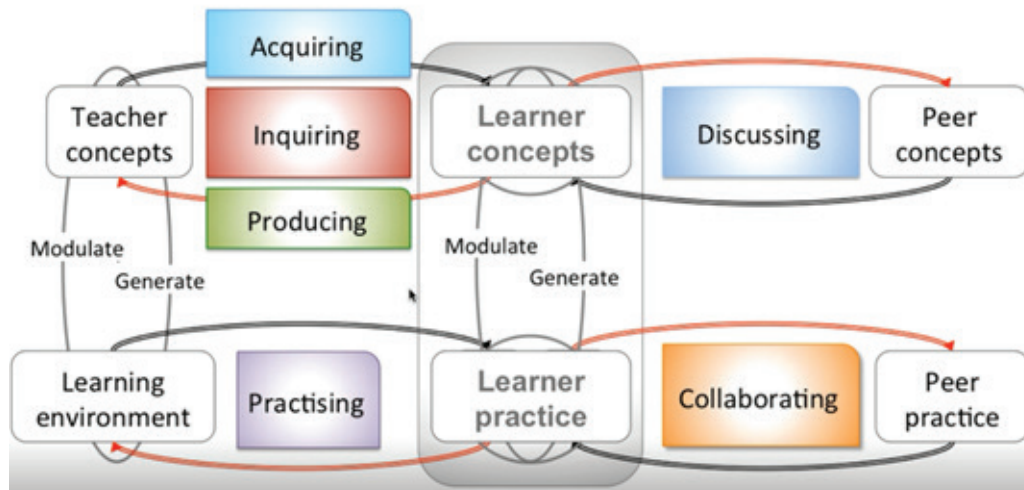 Acquiring
Teacher
concepts
Inquiring
Learner
concepts
Discussing
Peer
concepts
Producing
Modulate
Generate
Modulate
Generate
Learning
environment
Practising
Learner
practice
Collaborating
Peer
practice